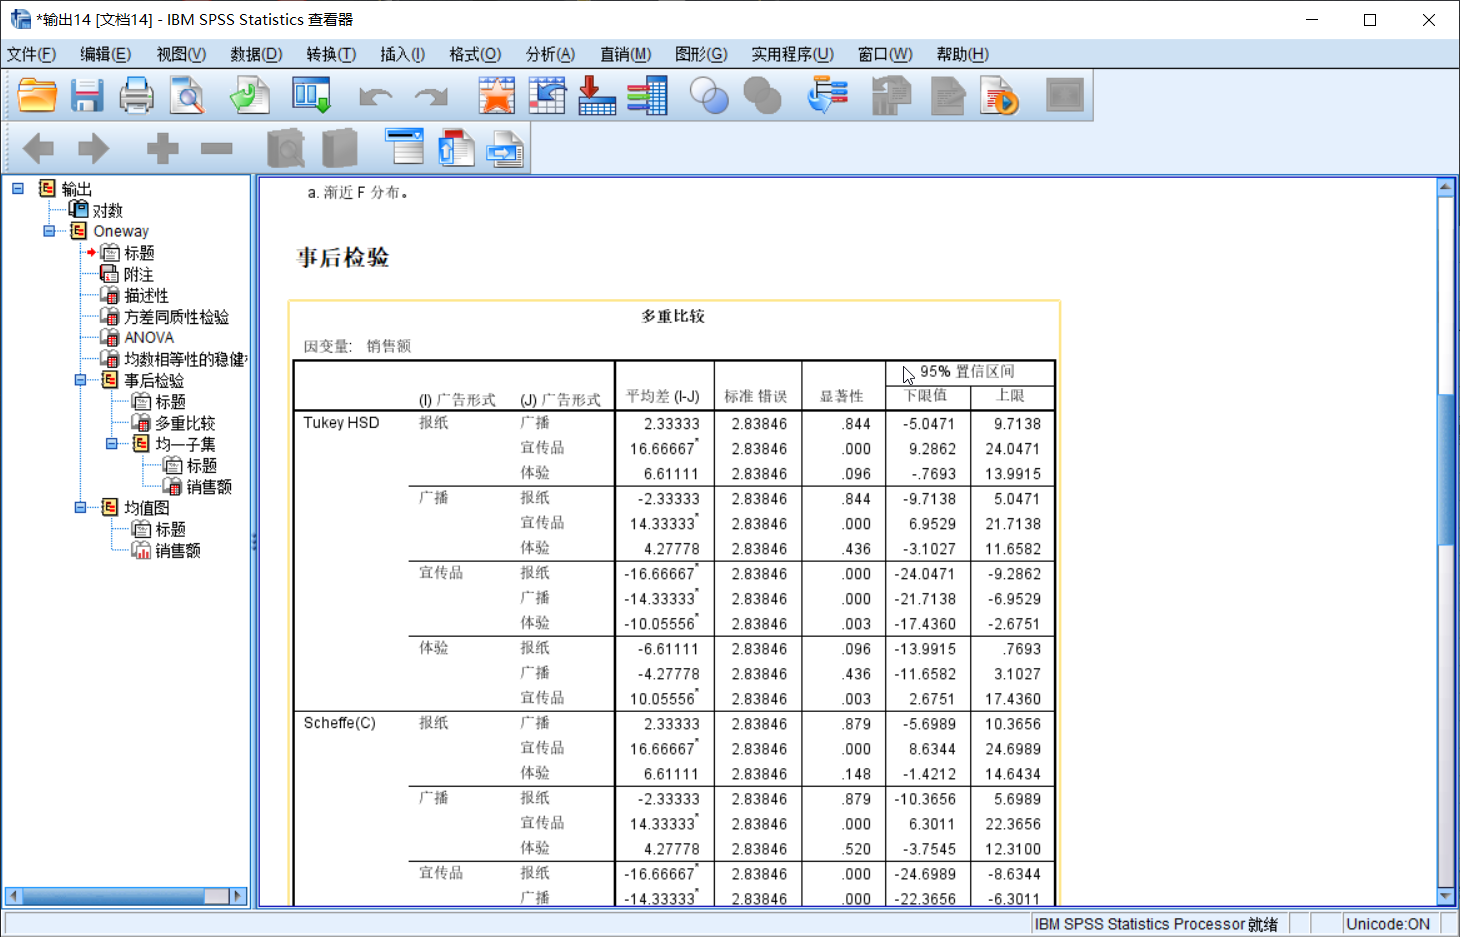 *输出14 [文档14] - IBM SPSS Statistics 查看器
文件(F) 编辑(E) 视图(V) 数据(D) 转换(T) 插入(I) 格式(O) 分析(A) 直销(M) 图形(G) 实用程序(U) 窗口(W) 帮助(H)
输出
对数
Oneway
标题
附注
描述性
方差同质性检验
ANOVA
均数相等性的稳健
事后检验
标题
多重比较
均一子集
标题
销售额
均值图
标题
销售额
a. 渐近 F 分布。
事后检验
多重比较
因变量: 销售额
95% 置信区间
(I) 广告形式 (J) 广告形式 平均差 (I-J) 标准 错误 显著性 下限值 上限
Tukey HSD 报纸 广播 2.33333 2.83846 .844 -5.0471 9.7138
宣传品 16.66667* 2.83846 .000 9.2862 24.0471
体验 6.61111 2.83846 .096 -.7693 13.9915
广播 报纸 -2.33333 2.83846 .844 -9.7138 5.0471
宣传品 14.33333* 2.83846 .000 6.9529 21.7138
体验 4.27778 2.83846 .436 -3.1027 11.6582
宣传品 报纸 -16.66667* 2.83846 .000 -24.0471 -9.2862
广播 -14.33333* 2.83846 .000 -21.7138 -6.9529
体验 -10.05556* 2.83846 .003 -17.4360 -2.6751
体验 报纸 -6.61111 2.83846 .096 -13.9915 .7693
广播 -4.27778 2.83846 .436 -11.6582 3.1027
宣传品 10.05556* 2.83846 .003 2.6751 17.4360
Scheffe(C) 报纸 广播 2.33333 2.83846 .879 -5.6989 10.3656
宣传品 16.66667* 2.83846 .000 8.6344 24.6989
体验 6.61111 2.83846 .148 -1.4212 14.6434
广播 报纸 -2.33333 2.83846 .879 -10.3656 5.6989
宣传品 14.33333* 2.83846 .000 6.3011 22.3656
体验 4.27778 2.83846 .520 -3.7545 12.3100
宣传品 报纸 -16.66667* 2.83846 .000 -24.6989 -8.6344
广播 -14.33333* 2.83846 .000 -22.3656 -6.3011
IBM SPSS Statistics Processor 就绪 Unicode:ON